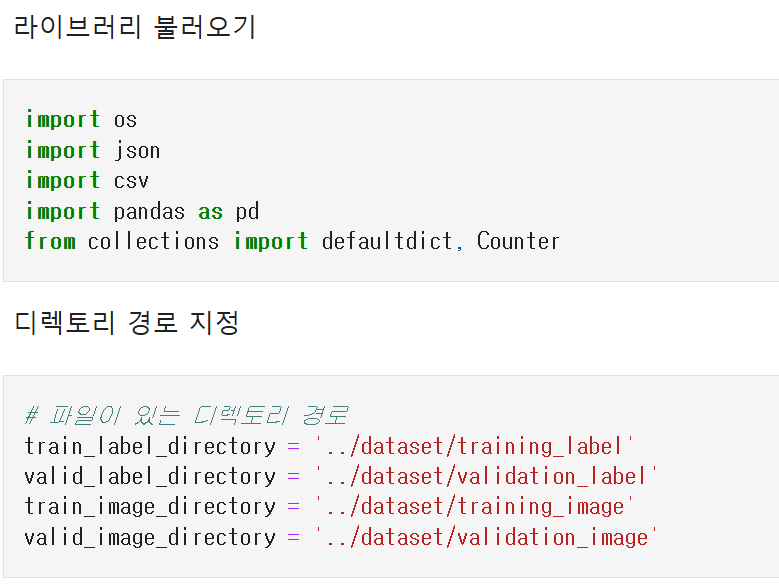 라이브러리 불러오기
import os
import json
import csv
import pandas as pd
from collections import defaultdict, Counter
디렉토리 경로 지정
# 파일이 있는 디렉토리 경로
train_label_directory = '../dataset/training_label'
valid_label_directory = '../dataset/validation_label'
train_image_directory = '../dataset/training_image'
valid_image_directory = '../dataset/validation_image'